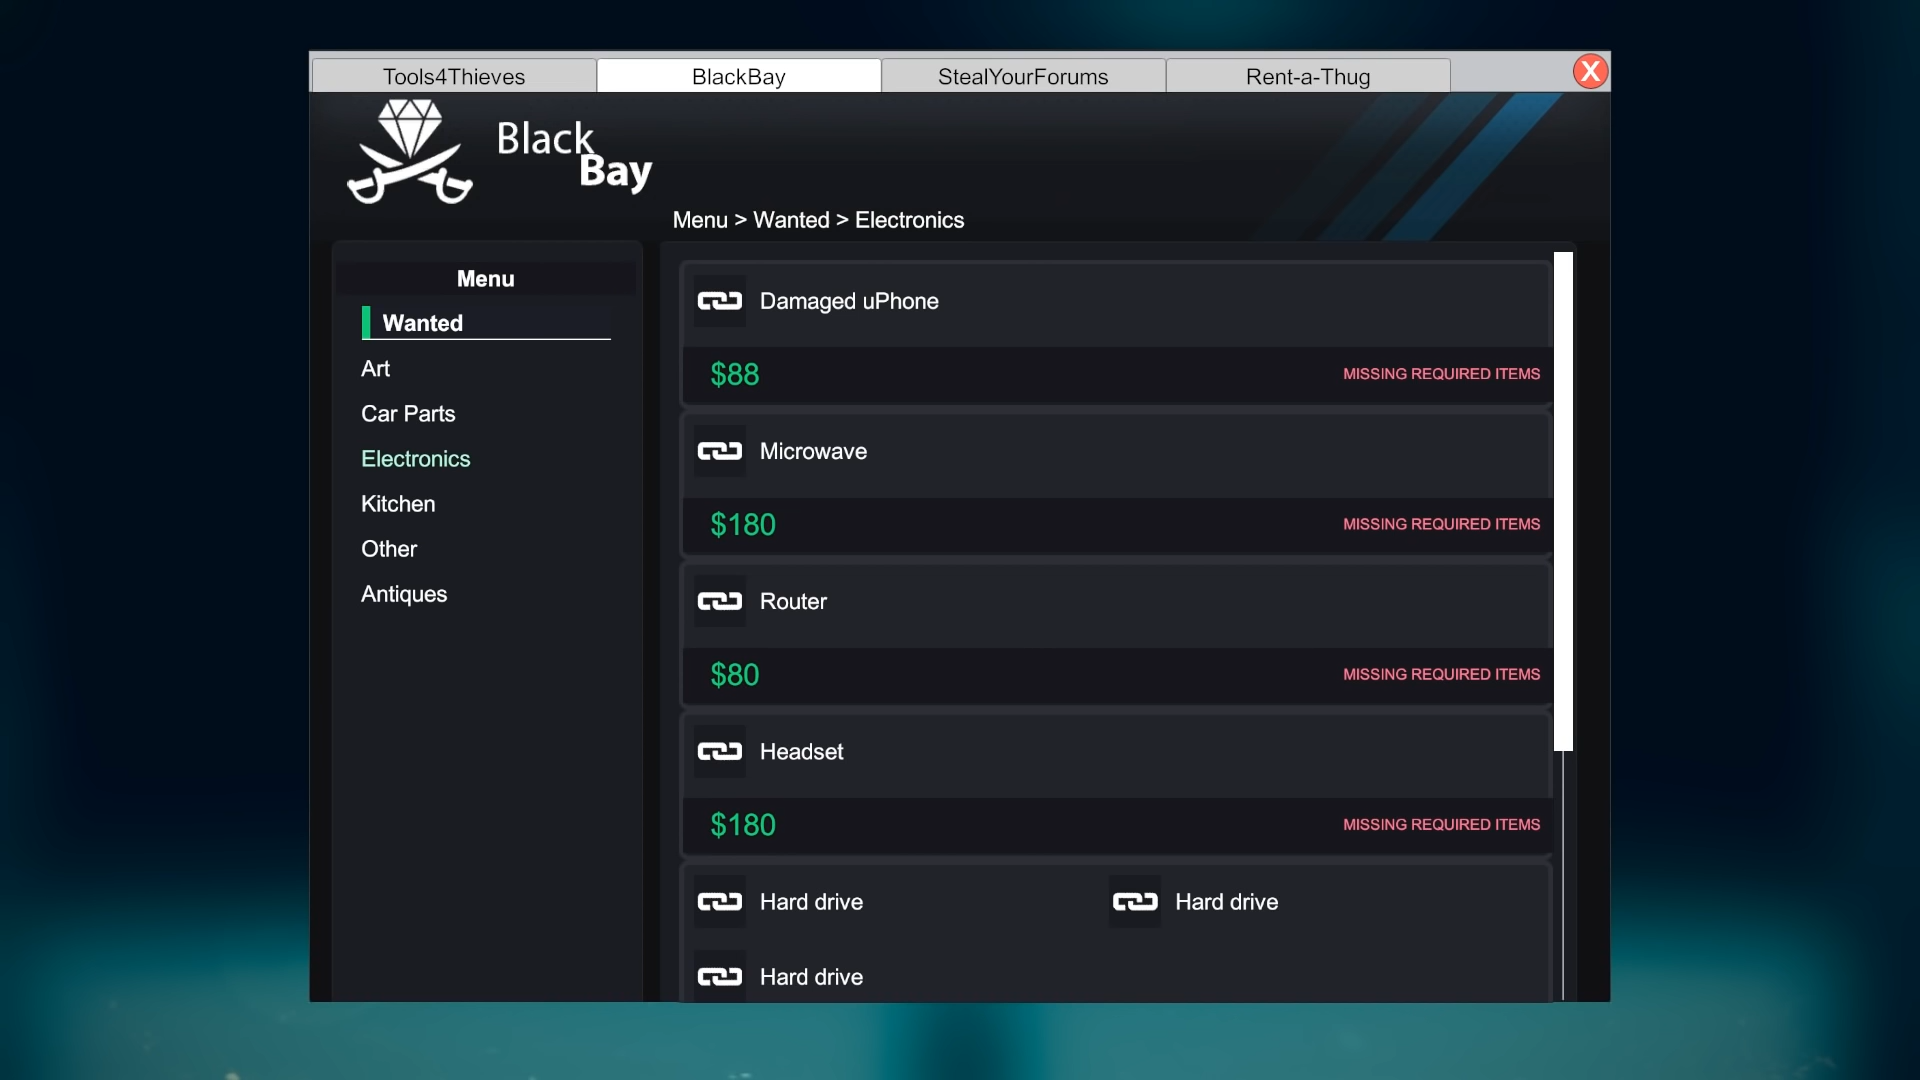 Tools4Thieves
BlackBay
StealYourForums
Rent-a-Thug
X
Black
Bay
Menu > Wanted > Electronics
Menu
Wanted
Art
Car Parts
Electronics
Kitchen
Other
Antiques
Damaged uPhone
$88
MISSING REQUIRED ITEMS
Microwave
$180
MISSING REQUIRED ITEMS
Router
$80
MISSING REQUIRED ITEMS
Headset
$180
MISSING REQUIRED ITEMS
Hard drive
Hard drive
Hard drive